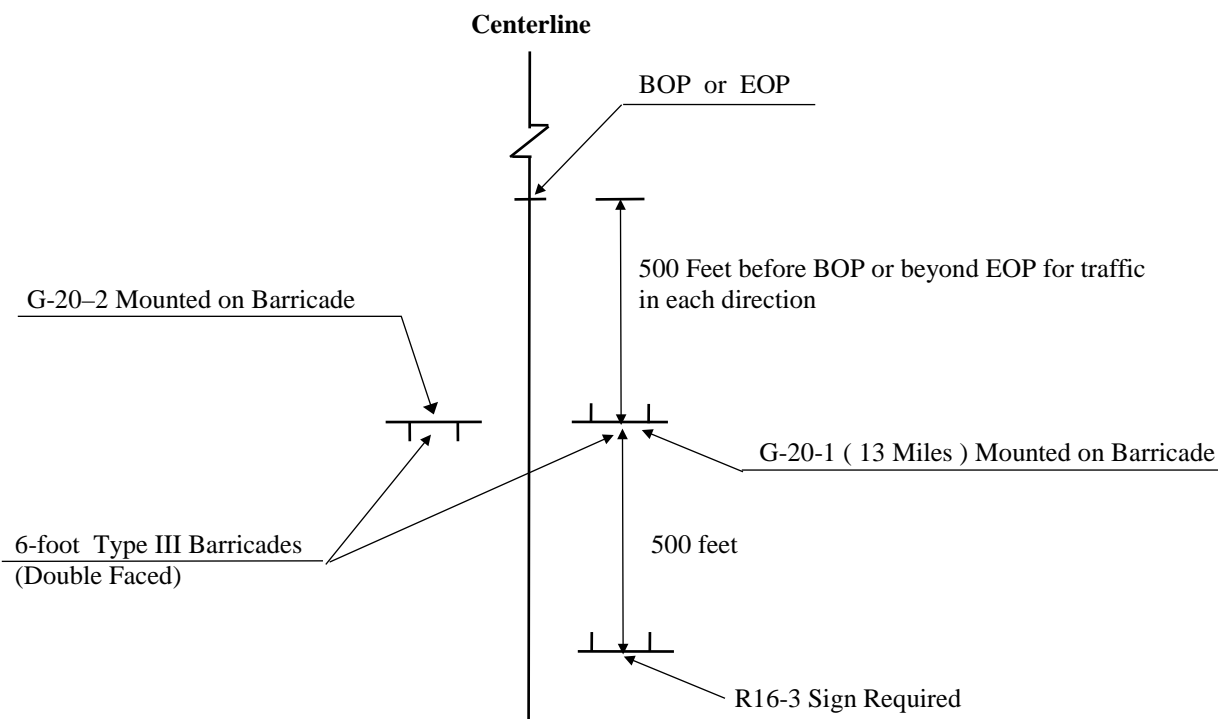 Centerline
BOP or EOP
500 Feet before BOP or beyond EOP for traffic
in each direction
G-20–2 Mounted on Barricade
G-20-1 ( 13 Miles ) Mounted on Barricade
6-foot Type III Barricades
(Double Faced)
500 feet
R16-3 Sign Required